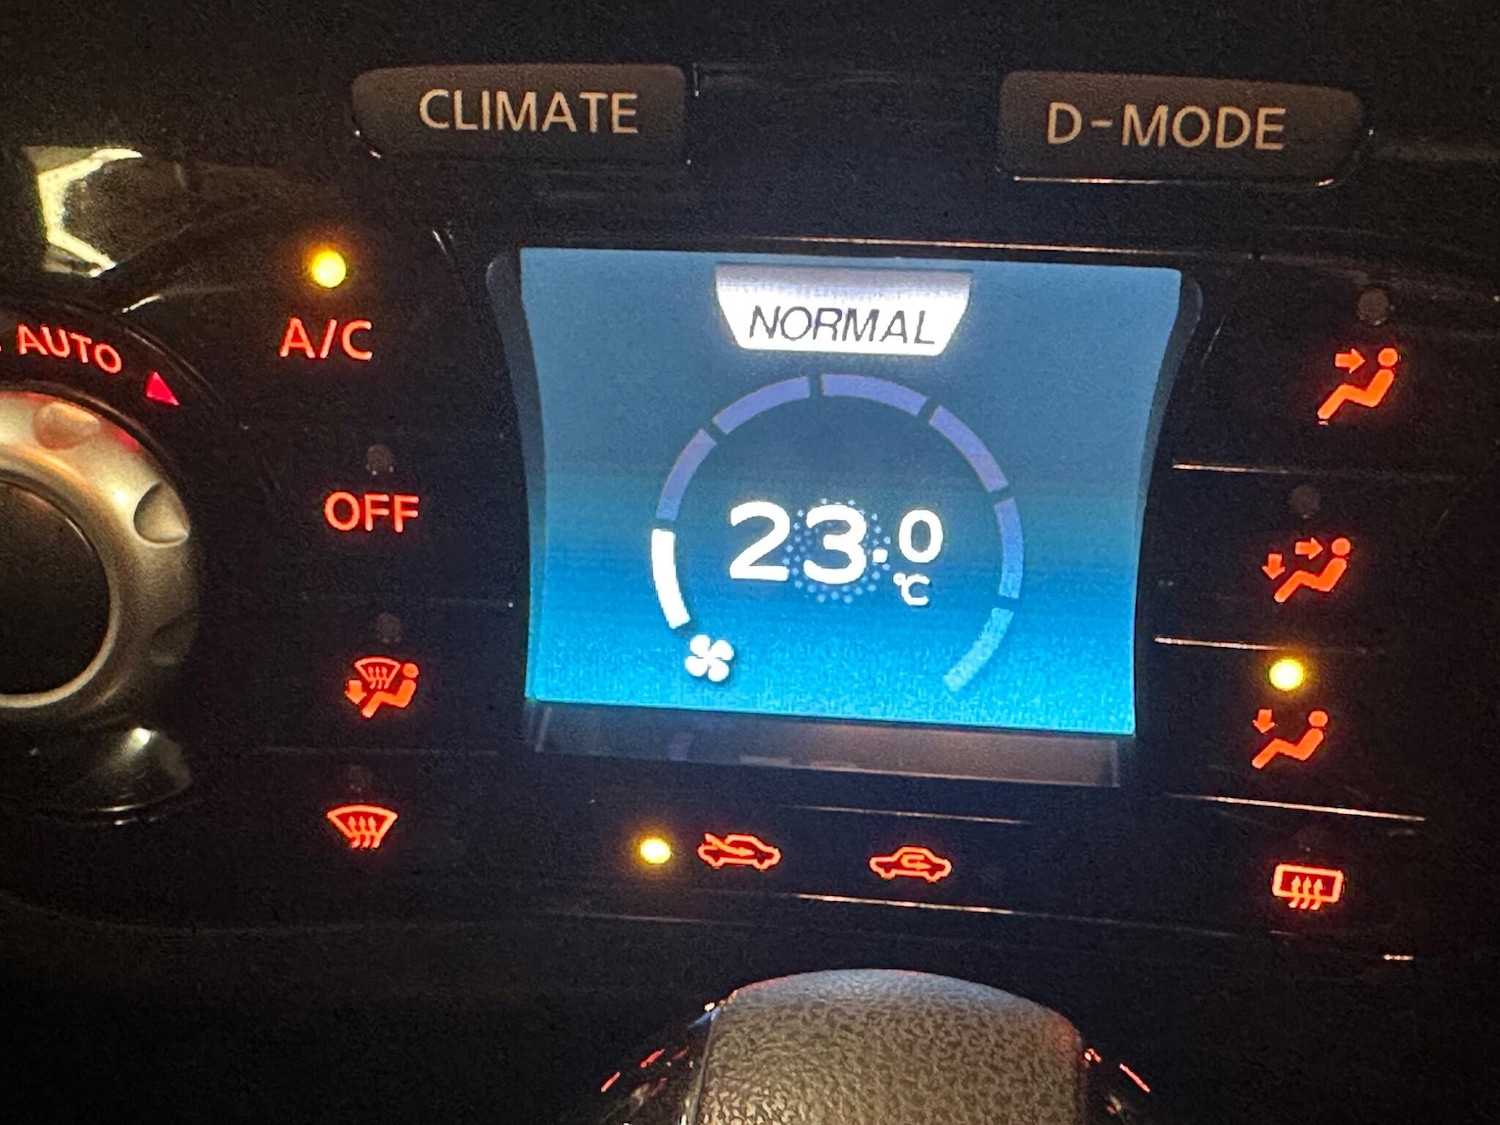 CLIMATE
D-MODE
A/C
AUTO
NORMAL
OFF
23.0
°C